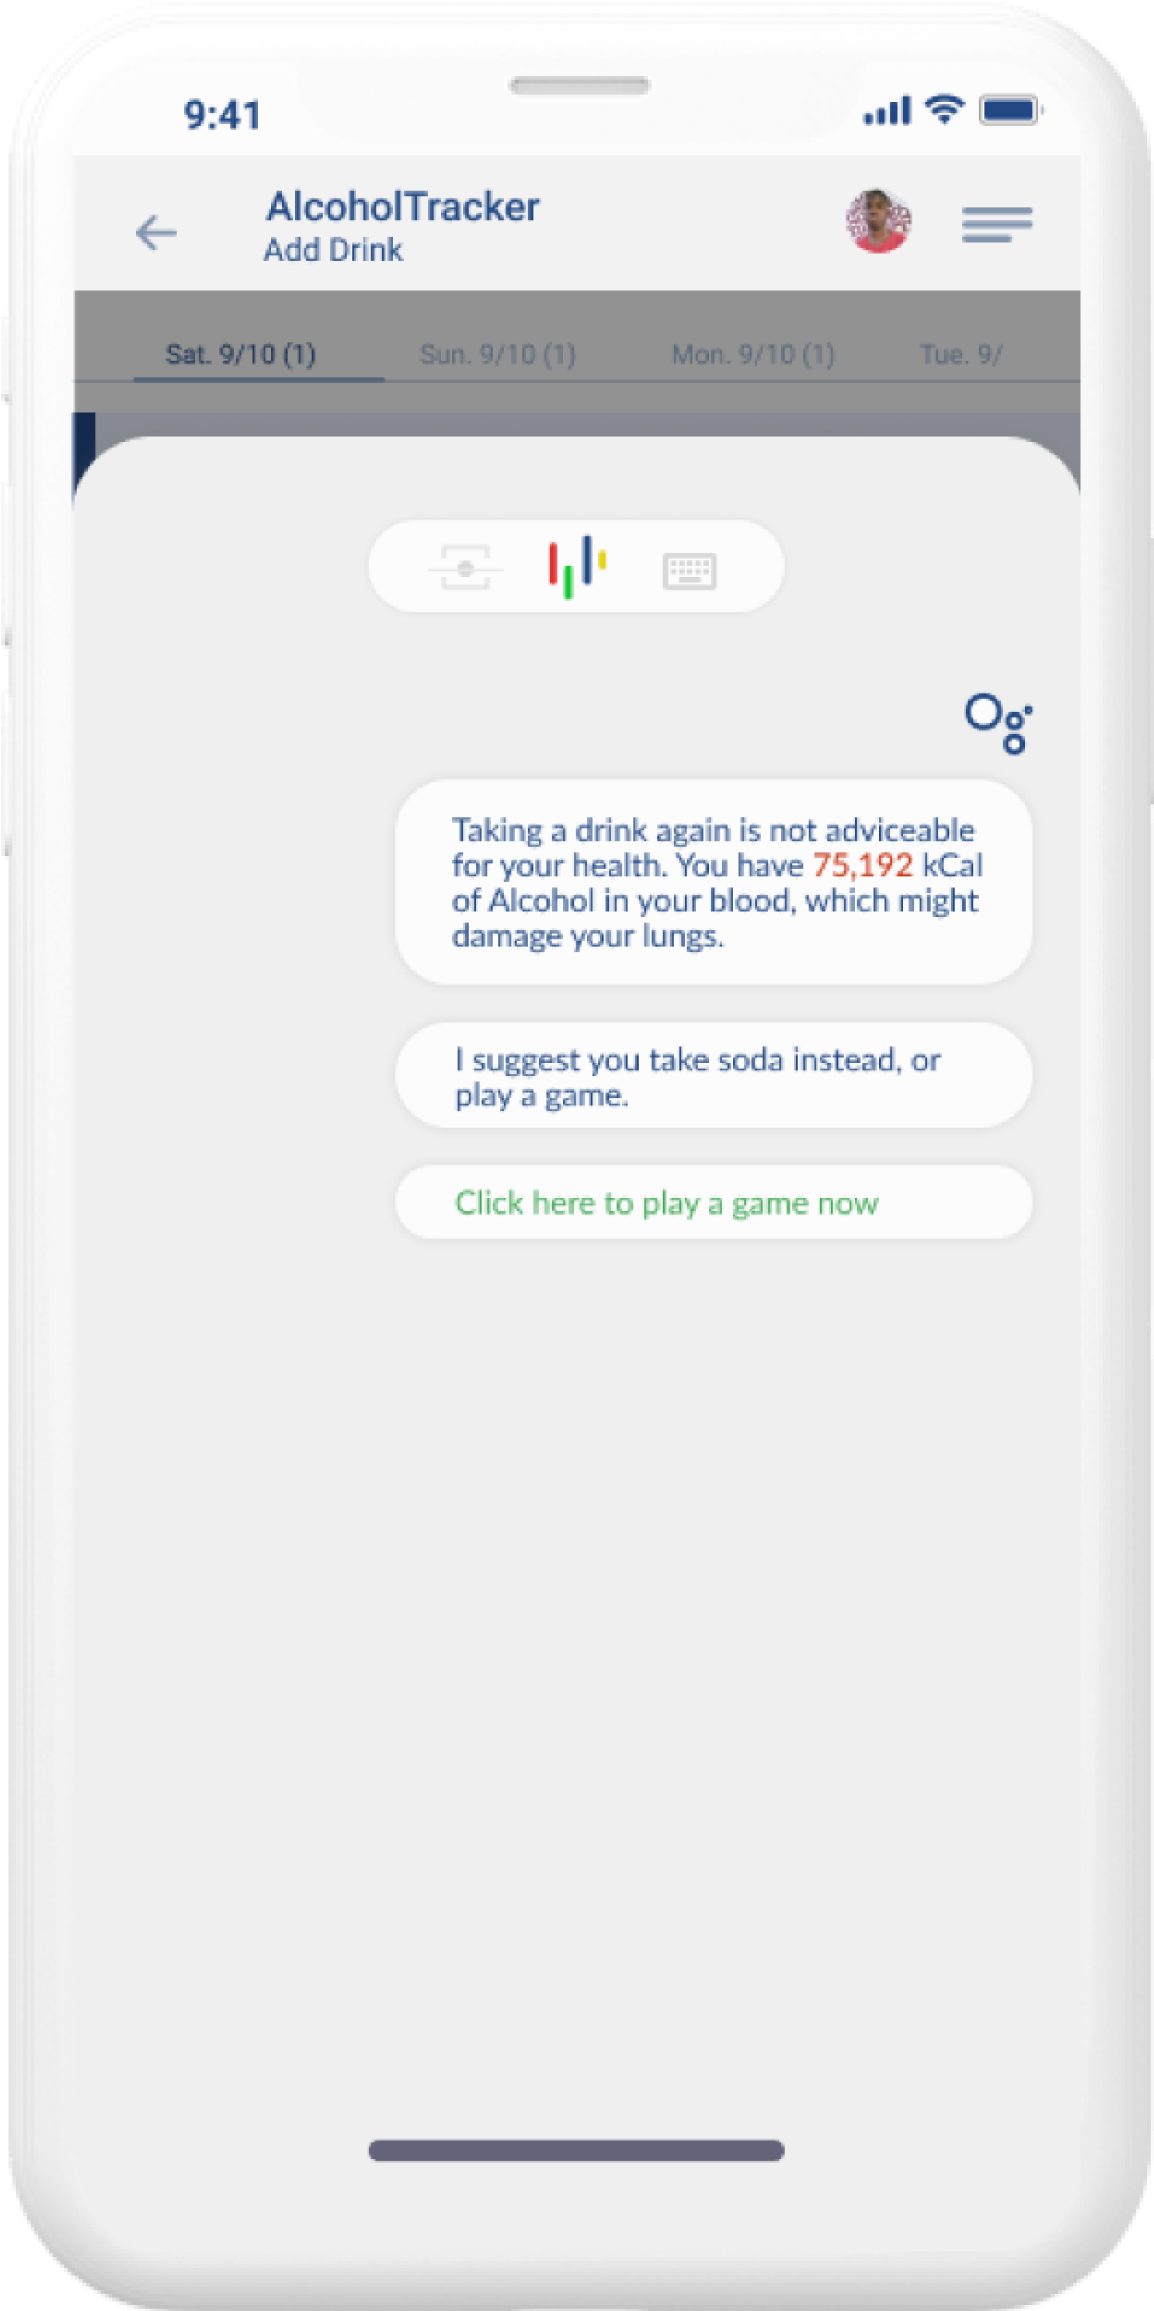 9:41
AlcoholTracker
Add Drink
Sat. 9/10 (1) Sun. 9/10 (1) Mon. 9/10 (1) Tue. 9/
Taking a drink again is not adviceable
for your health. You have 75,192 kCal
of Alcohol in your blood, which might
damage your lungs.
I suggest you take soda instead, or
play a game.
Click here to play a game now